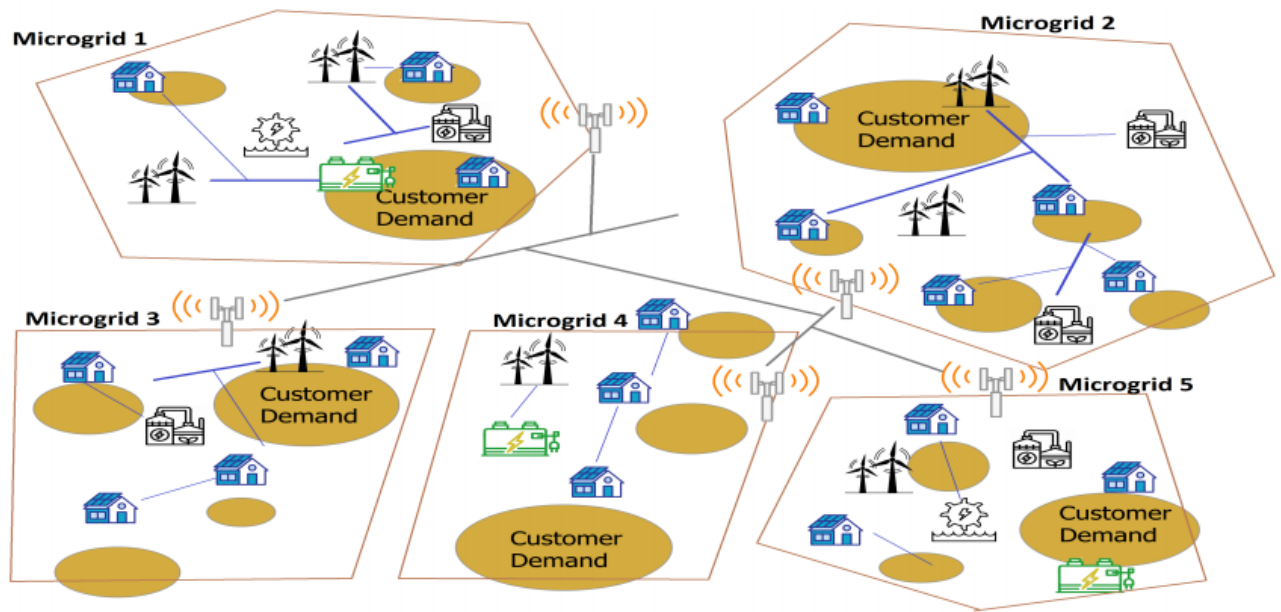 Microgrid 1
Microgrid 2
Customer
Demand
Customer
Demand
Microgrid 3
Microgrid 4
Microgrid 5
Customer
Demand
Customer
Demand
Customer
Demand